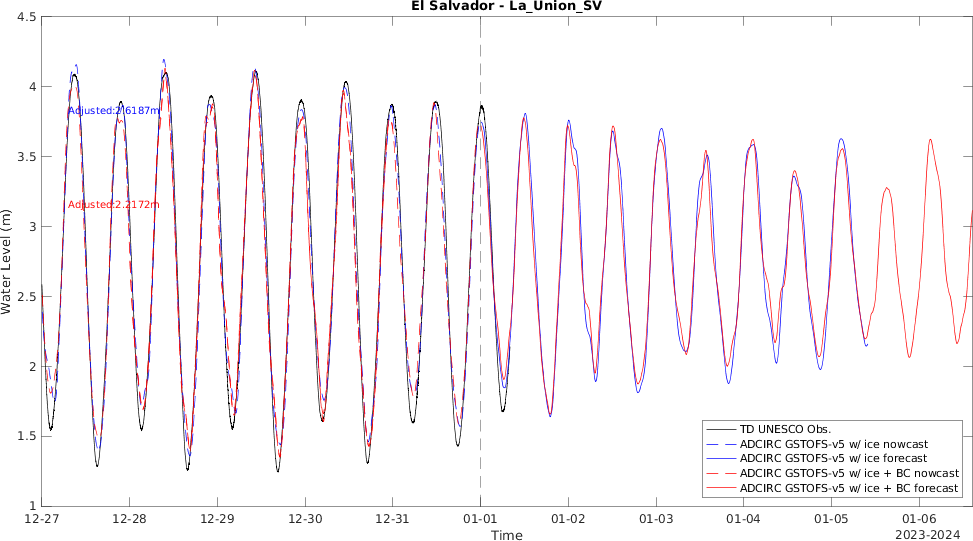 El Salvador - La_Union_SV
4.5
4
3.5
3
2.5
2
1.5
1
Water Level (m)
Adjusted:2.6187m
Adjusted:2.2172m
TD UNESCO Obs.
ADCIRC GSTOFS-v5 w/ ice nowcast
ADCIRC GSTOFS-v5 w/ ice forecast
ADCIRC GSTOFS-v5 w/ ice + BC nowcast
ADCIRC GSTOFS-v5 w/ ice + BC forecast
12-27 12-28 12-29 12-30 12-31 01-01 01-02 01-03 01-04 01-05 01-06
Time
2023-2024